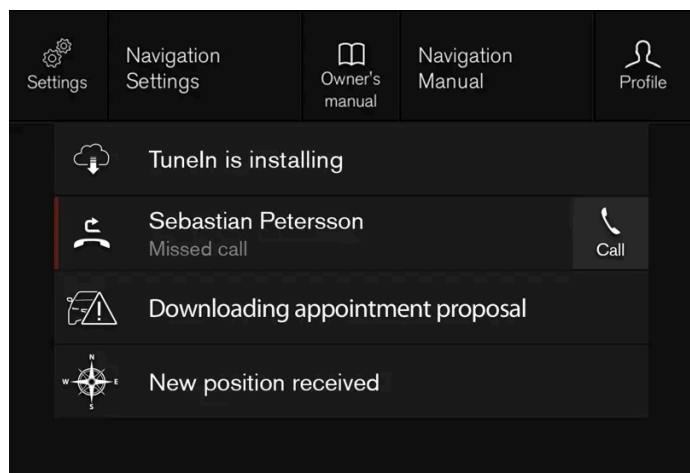 Settings
Navigation
Settings
Owner's
manual
Navigation
Manual
Profile
TuneIn is installing
Sebastian Petersson
Missed call
Call
Downloading appointment proposal
New position received
N
W
E
S